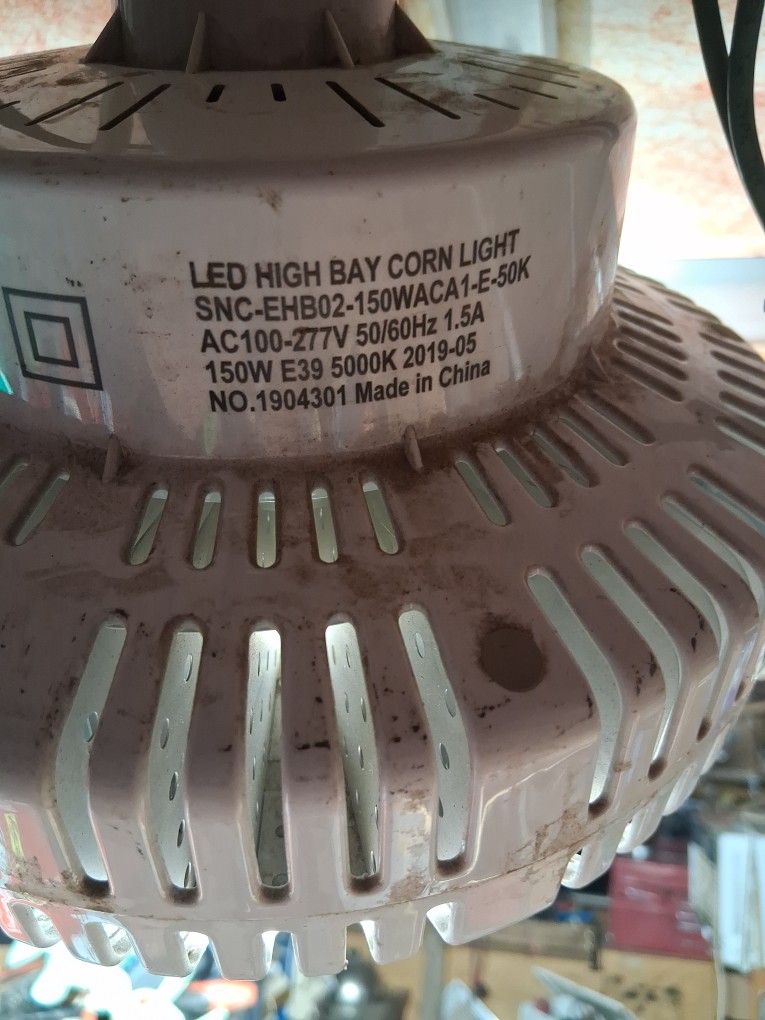 LED HIGH BAY CORN LIGHT
SNC-EHB02-150WACA1-E-50K
AC100-277V 50/60Hz 1.5A
150W E39 5000K 2019-05
NO.1904301 Made in China